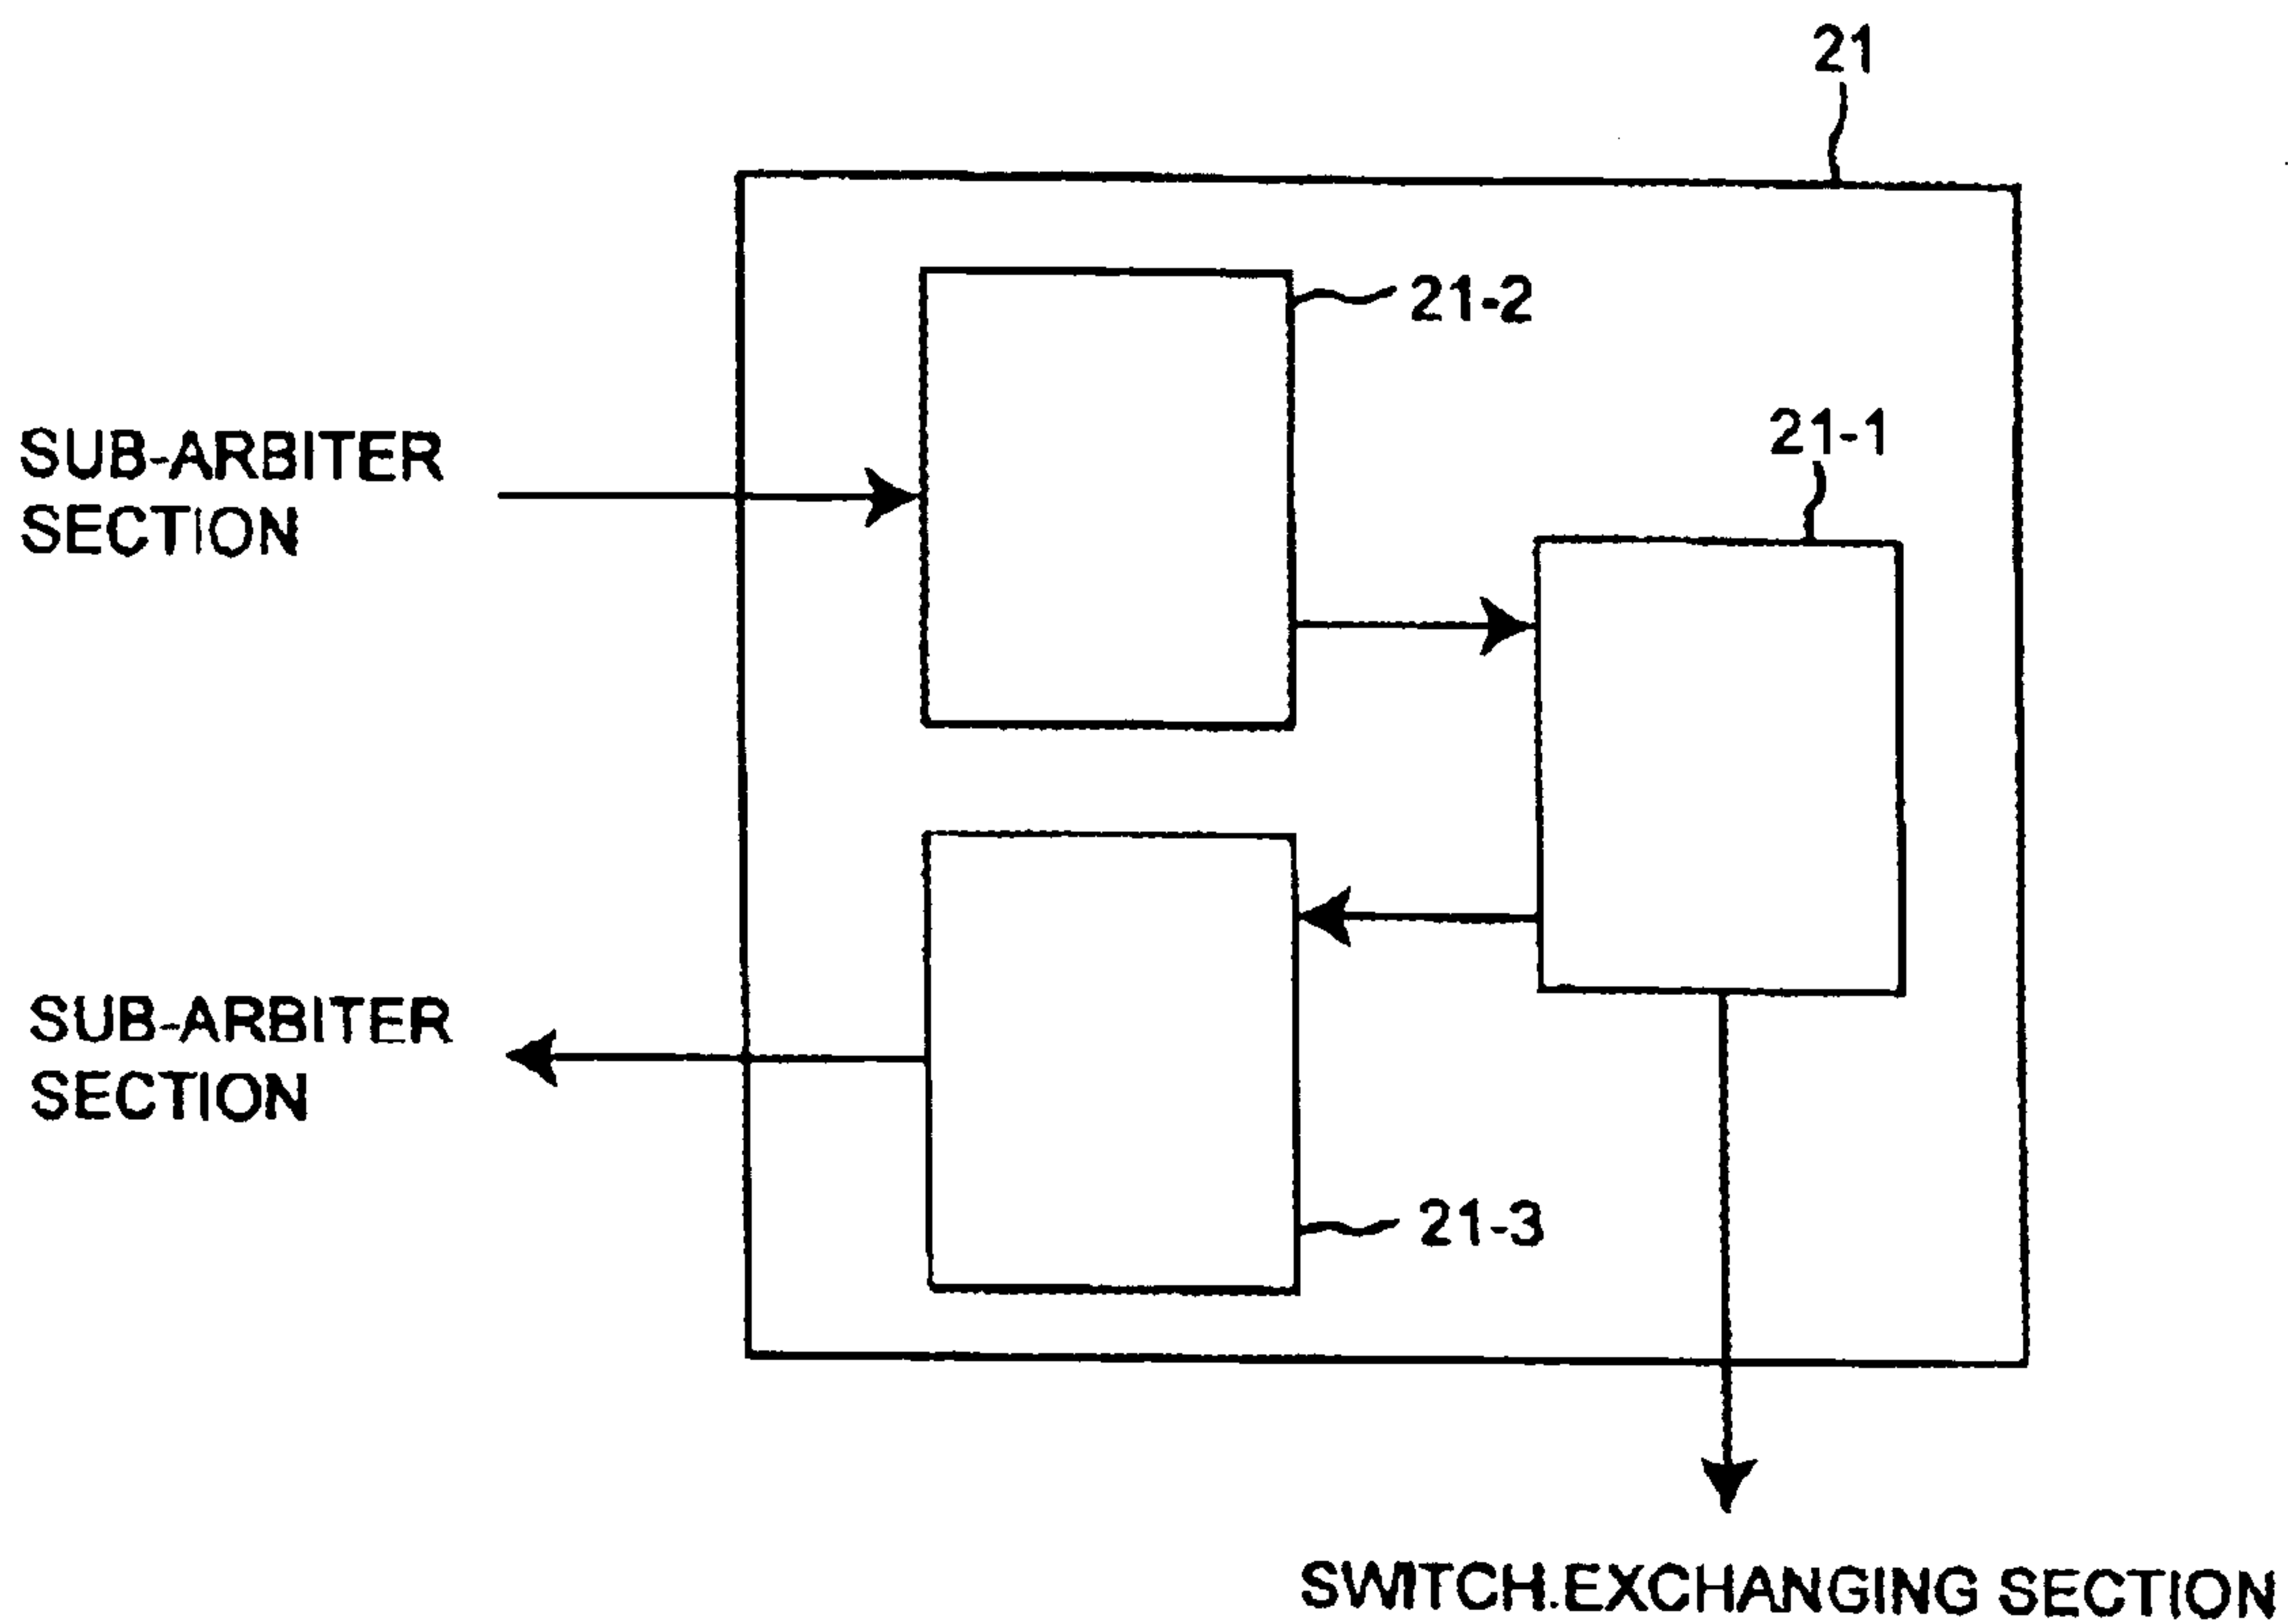 21
21-2
21-1
SUB-ARBITER
SECTION
SUB-ARBITER
SECTION
21-3
SWITCH.EXCHANGING SECTION